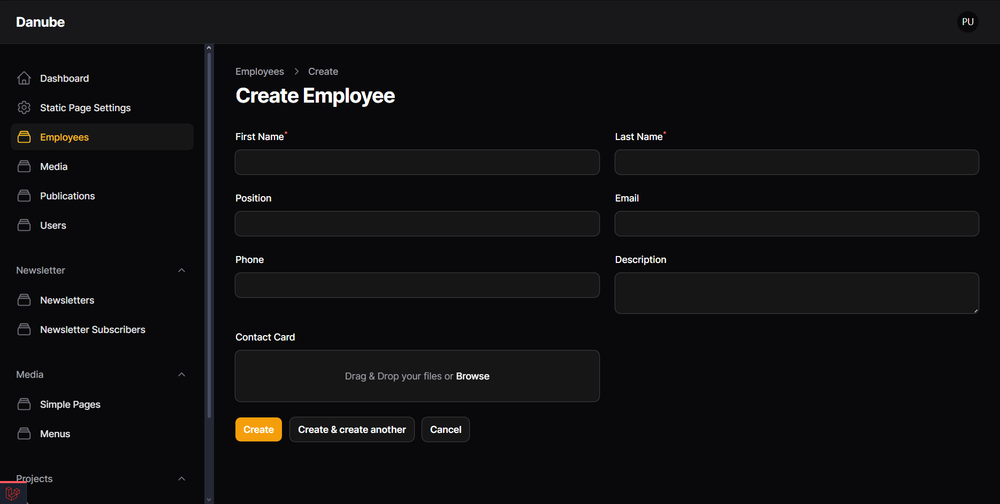 Danube
PU
Dashboard
Static Page Settings
Employees
Media
Publications
Users
Newsletter
Newsletters
Newsletter Subscribers
Media
Simple Pages
Menus
Projects
Employees > Create
Create Employee
First Name*
Last Name*
Position
Email
Phone
Description
Contact Card
Drag & Drop your files or Browse
Create
Create & create another
Cancel